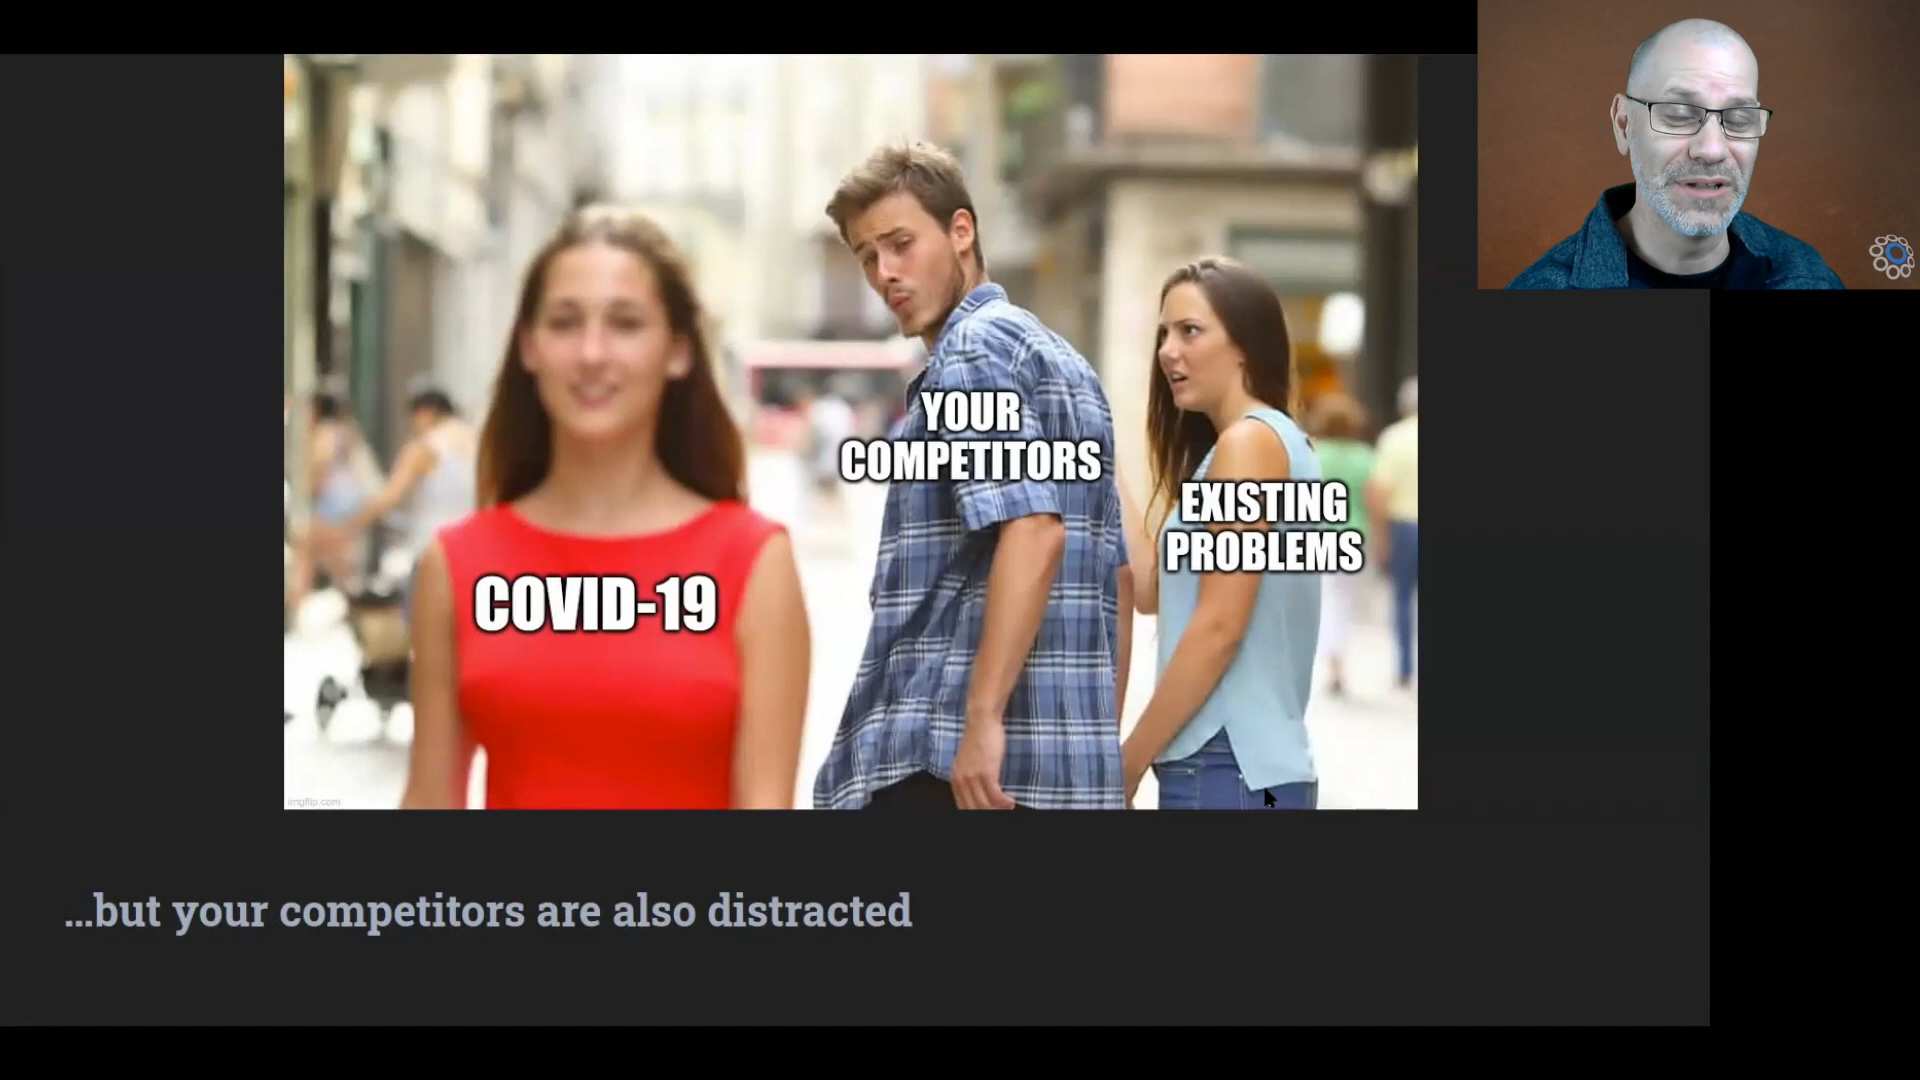 YOUR
COMPETITORS
EXISTING
PROBLEMS
COVID-19
imgflip.com
...but your competitors are also distracted